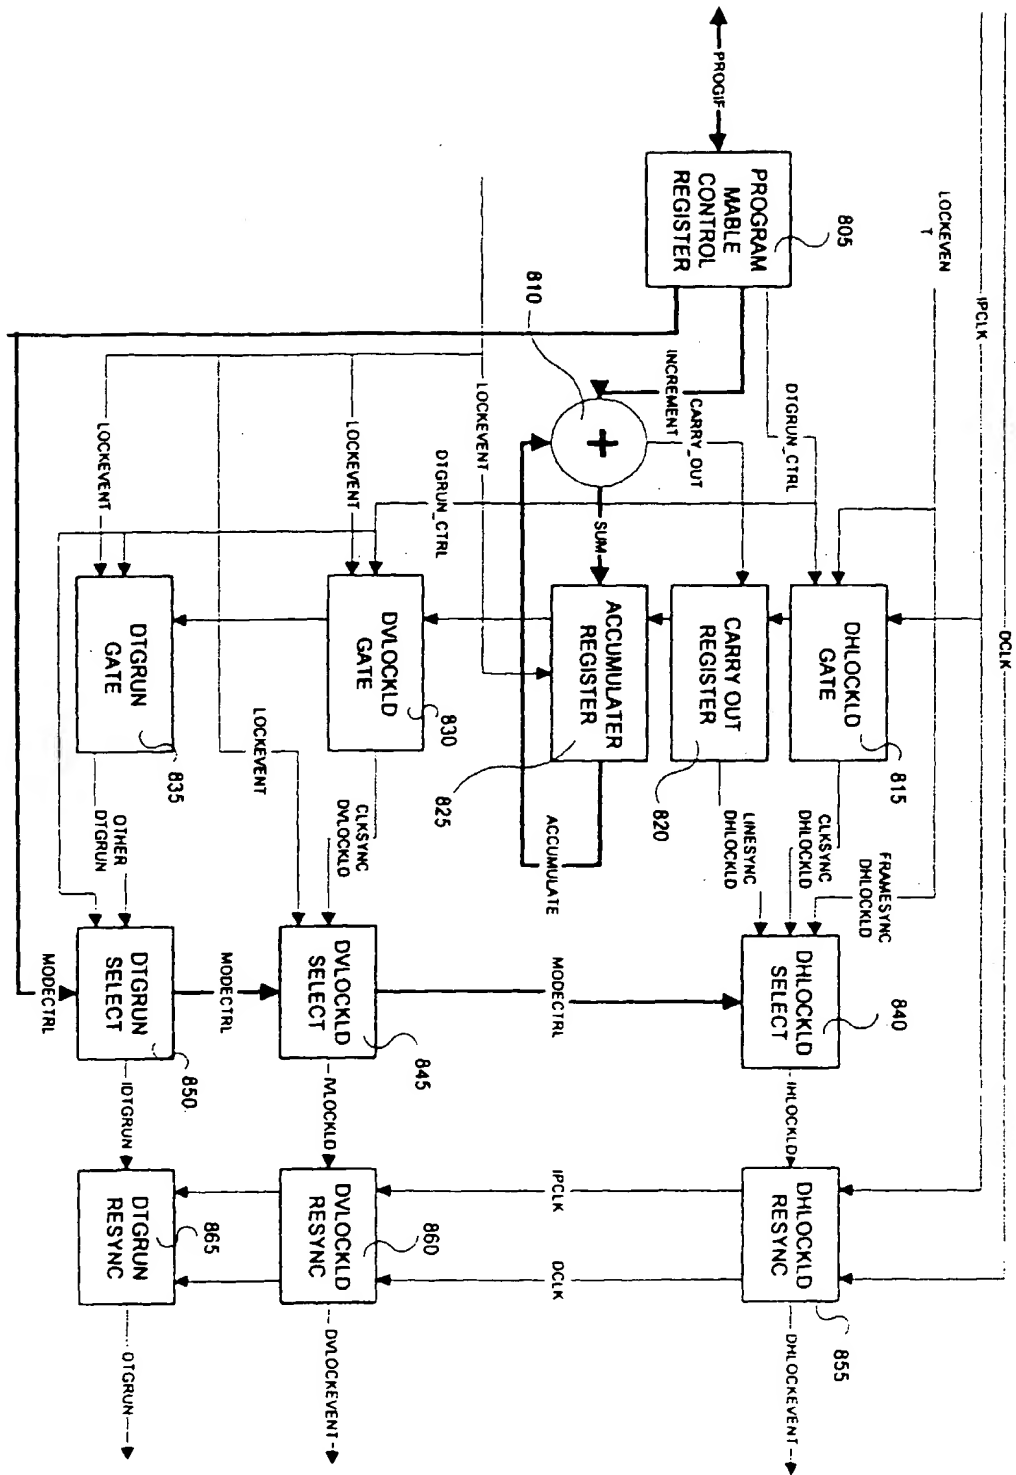 DCLK
IPCLK
LOCKEVEN
T
FRAMESYNC
DHLOCKLD
805
815
840
855
PROGIF
PROGRAM
MABLE
CONTROL
REGISTER
DTGRUN_CTRL
DHLOCKLD
GATE
CLKSYNC
DHLOCKLD
DHLOCKLD
SELECT
IHLOCKLD
DHLOCKLD
RESYNC
DHLOCKEVENT
CARRY_OUT
INCREMENT
CARRY OUT
REGISTER
820
LINESYNC
DHLOCKLD
810
+
SUM
ACCUMULATER
REGISTER
825
ACCUMULATE
MODECTRL
IPCLK
DCLK
LOCKEVENT
DTGRUN_CTRL
830
845
860
LOCKEVENT
DVLOCKLD
GATE
CLKSYNC
DVLOCKLD
DVLOCKLD
SELECT
IVLOCKLD
DVLOCKLD
RESYNC
DVLOCKEVENT
LOCKEVENT
MODECTRL
835
850
865
LOCKEVENT
DTGRUN
GATE
OTHER
DTGRUN
DTGRUN
SELECT
IDTGRUN
DTGRUN
RESYNC
DTGRUN
MODECTRL